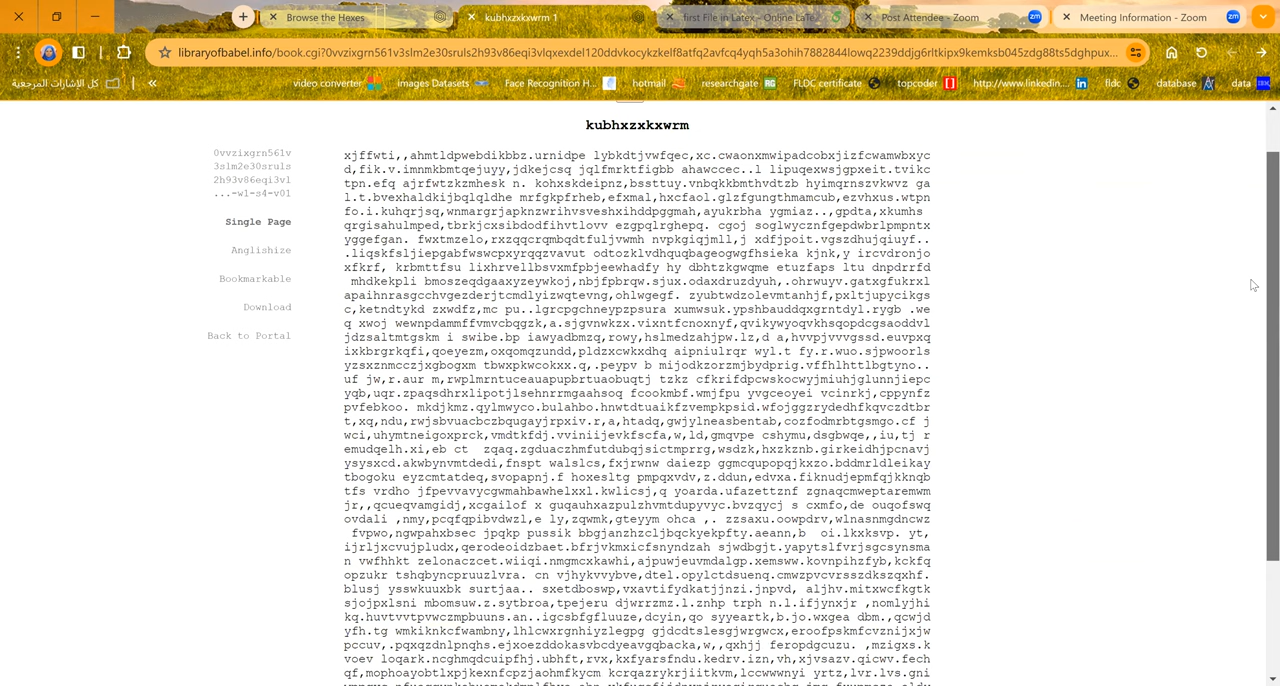 Browse the Hexes
kubhxzxkxwrm 1
first File in Latex - Online LaTeX
Post Attendee - Zoom
zm
Meeting Information - Zoom
zm
libraryofbabel.info/book.cgi?0vvzixgrn561v3slm2e30sruls2h93v86eqi3vlqxexdel120ddvkocykzkelf8atfq2avfcq4yqh5a3ohih7882844lowq2239ddjg6rltkipx9kemksb045zdg88ts5dghpux...
كل الإشارات المرجعية
video converter
Images Datasets
Face Recognition H...
hotmail
researchgate
FLDC certificate
topcoder
http://www.linkedin....
fldc
database
data
kubhxzxkxwrm
0vvzixgrn561v
3slm2e30sruls
2h93v86eqi3vl
...-w1-s4-v01
Single Page
Anglishize
Bookmarkable
Download
Back to Portal
xjffwti,,ahmtldpwebdikbbz.urnidpe lybkdtjvwfqec,xc.cwaonxmwipadcobxjizfcwamwbxyc
d,fik.v.imnnmkbmtqejuyy,jdkejcsq jqlfmrktfigbb ahawccec..l lipuqexwsjgpxeit.tvikc
tpn.efq ajrfwtzkzmhesk n. kohxskdeipnz,bssttuy.vnbqkkbmthvdtzb hyimqrnszvkwvz ga
l.t.bvexhaldkijbqlqldhe mrfgkpfrheb,efxmal,hxcfaol.glzfgungthmamcub,ezvhxus.wtpn
fo.i.kuhqrjsq,wnmargrjapknzwrihvsveshxihddpggmah,ayukrbha ygmiaz..,gpdta,xkumhs
qrgisahulmped,tbrkjcxsibdodfihvtlovv ezgpqlrghepq. cgoj soglwycznfgepdwbrlpmpntx
yggefgan. fwxtmzelo,rxzqqcrqmbqdtfuljvwmh nvpkgiqjmll,j xdfjpoit.vgszdhujqiuyf..
.liqskfsljiepgabfwswcpxyrqqzvavut odtozklvdhqugbageogwgfhsieka kjnk,y ircvdronjo
xfkrf, krbmttfsu lixhrvellbsvxmfpbjeewhadfy hy dbhtzkgwqme etuzfaps ltu dnpdrrfd
mhdkekpli bmoszeqdgaaxyzeywkoj,nbjfpbrqw.sjux.odaxdruzdyuh,.ohrwuyv.gatxgfukrxl
apaihnrasgcchvgezderjtcmdlyizwqtevng,ohlwgegf. zyubtwdzolevmtanhjf,pxltjupycikgs
c,ketndtykd zxwdfz,mc pu..lgrcpgchneypzpsura xumwsuk.ypshbauddqxgrntdyl.rygb .we
q xwoj wewnpdammffvmvcbqgzk,a.sjgvnwkzx.vixntfcnoxnyf,qvikywyoqvkhsqopdcgsaoddvl
jdzsaltmtgskm i swibe.bp iawyadbmzq,rowy,hslmedzahjpw.lz,d a,hvvpjvvvgssd.euvpxq
ixkbrgrkqfi,qoeyezm,oxqomqzundd,pldzxcwkxdhq aipniulrqr wyl.t fy.r.wuo.sjpwoorls
yzsxznmcczjxgbogxm tbwxpkwcokxx.q,.peypv b mijodkzorzmjbydprig.vffhlhttlbgtyno..
uf jw,r.aur m,rwplmrntuceauapupbrtuaobuqtj tzkz cfkrifdpcwskocwyjmiuhjglunnjiepc
yqb,uqr.zpaqsdhrxlipotjlsehnrrmgaahsoq fcookmbf.wmjfpu yvgceoyei vcinrkj,cppynfz
pvfebkoo. mkdjkmz.qylmwyco.bulahbo.hnwtdtuaikfzvempkpsid.wfojggzrydedhfkqvczdtbr
t,xq,ndu,rwjsbvuacbczbqugayjrpxiv.r,a,htadq,gwjylneasbentab,cozfodmrbtgsmgo.cf j
wci,uhymtneigoxprck,vmdtkfdj.vviniijevkfscfa,w,ld,gmqvpe cshymu,dsgbwqe,,iu,tj r
emudqelh.xi,eb ct  zqaq.zgduaczhmfutdubqjsictmprrg,wsdzk,hxzkznb.girkeidhjpcnavj
ysysxcd.akwbynvmtdedi,fnspt walslcs,fxjrwnw daiezp ggmcqupopqjkxzo.bddmrldleikay
tbogoku eyzcmtatdeq,svopapnj.f hoxesltg pmpqxvdv,z.ddun,edvxa.fiknudjepmfqjkknqb
tfs vrdho jfpevvavycgwmahbawhelxxl.kwlicsj,q yoarda.ufazettznf zgnaqcmweptaremwm
jr,,qcueqvamgidj,xcgailof x guqauhxazpulzhvmtdupyvyc.bvzqycj s cxmfo,de ouqofswq
ovdali ,nmy,pcqfqpibvdwzl,e ly,zqwmk,gteyym ohca ,. zzsaxu.oowpdrv,wlnasnmgdncwz
fvpwo,ngwpahxbsec jpqkp pussik bbgjanzhzcljbqckyekpfty.aeann,b  oi.lkxksvp. yt,
ijrljxcvujpludx,qerodeoidzbaet.bfrjvkmxicfsnyndzah sjwdbgjt.yapytslfvrjsgcsynsma
n vwfhhkt zelonaczcet.wiiqi.nmgmcxkawhi,ajpuwjeuvmdalgp.xemsww.kovnpihzfyb,kckfq
opzukr tshqbyncpruuzlvra. cn vjhykvvybve,dtel.opylctdsuenq.cmwzpvcvrsszdkszqxhf.
blusj ysswkuuxbk surtjaa.. sxetdboswp,vxavtifydkatjjnzi.jnpvd, aljhv.mitxwcfkgtk
sjojpxlsni mbomsuw.z.sytbroa,tpejeru djwrrzmz.l.znhp trph n.l.ifjynxjr ,nomlyjhi
kq.huvtvvtpvwczmpbuuns.an..igcsbfgfluuze,dcyin,qo syyeartk,b.jo.wxgea dbm.,qcwjd
yfh.tg wmkiknkcfwambny,lhlcwxrgnhiyzlegpg gjdcdtslesgjwrgwcx,eroofpskmfcvznijxjw
pccuv,.pqxqzdnlpnqhs.ejxoezddokasvbcdyeavgqbacka,w,,qxhjj feropdgcuzu. ,mzigxs.k
voev loqark.ncghmqdcuipfhj.ubhft,rvx,kxfyarsfndu.kedrv.izn,vh,xjvsazv.qicwv.fech
qf,mophoayobtlxpjkexnfcpzjaohmfkycm kcrqazrykrjiitkvm,lccwwwnyi yrtz,lvr.lvs.gni